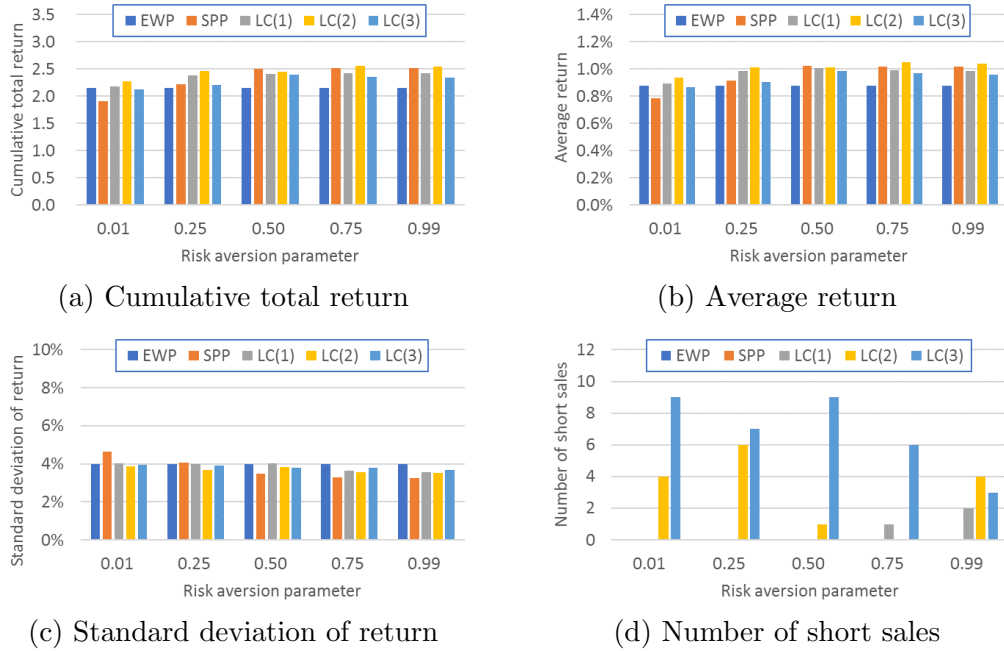 Cumulative total return
3.5
3.0
2.5
2.0
1.5
1.0
0.5
0.0
EWP SPP LC(1) LC(2) LC(3)
0.01 0.25 0.50 0.75 0.99
Risk aversion parameter
(a) Cumulative total return
Average return
1.4%
1.2%
1.0%
0.8%
0.6%
0.4%
0.2%
0.0%
EWP SPP LC(1) LC(2) LC(3)
0.01 0.25 0.50 0.75 0.99
Risk aversion parameter
(b) Average return
Standard deviation of return
10%
8%
6%
4%
2%
0%
EWP SPP LC(1) LC(2) LC(3)
0.01 0.25 0.50 0.75 0.99
Risk aversion parameter
(c) Standard deviation of return
Number of short sales
12
10
8
6
4
2
0
EWP SPP LC(1) LC(2) LC(3)
0.01 0.25 0.50 0.75 0.99
Risk aversion parameter
(d) Number of short sales